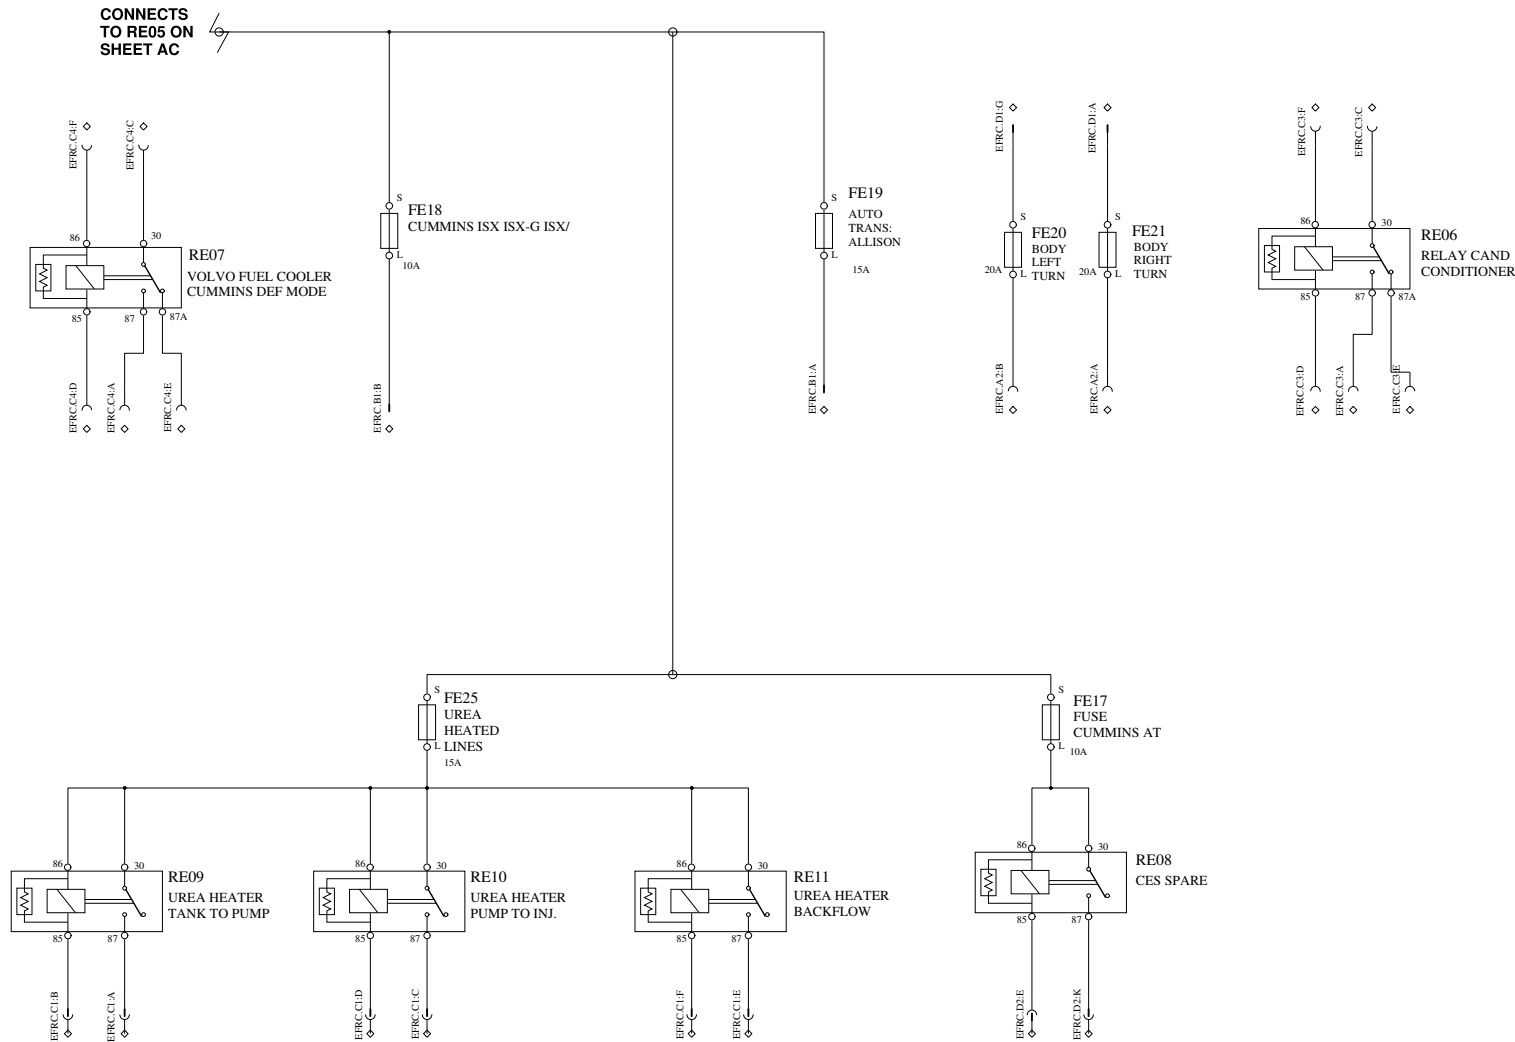 CONNECTS
TO RE05 ON
SHEET AC
EFRC.C4:F
EFRC.C4:C
86
30
RE07
VOLVO FUEL COOLER
CUMMINS DEF MODE
85
87
87A
EFRC.C4:D
EFRC.C4:A
EFRC.C4:E
S
FE18
CUMMINS ISX ISX-G ISX/
L
10A
EFRC.B1:B
S
FE19
AUTO
TRANS:
ALLISON
L
15A
EFRC.B1:A
EFRC.D1:G
S
FE20
BODY
LEFT
TURN
20A
L
EFRC.A2:B
EFRC.D1:A
S
FE21
BODY
RIGHT
TURN
20A
L
EFRC.A2:A
EFRC.C3:F
EFRC.C3:C
86
30
RE06
RELAY CAND
CONDITIONER
85
87
87A
EFRC.C3:D
EFRC.C3:A
EFRC.C3:E
S
FE25
UREA
HEATED
L
LINES
15A
S
FE17
FUSE
CUMMINS AT
L
10A
86
30
RE09
UREA HEATER
TANK TO PUMP
85
87
EFRC.C1:B
EFRC.C1:A
86
30
RE10
UREA HEATER
PUMP TO INJ.
85
87
EFRC.C1:D
EFRC.C1:C
86
30
RE11
UREA HEATER
BACKFLOW
85
87
EFRC.C1:F
EFRC.C1:E
86
30
RE08
CES SPARE
85
87
EFRC.D2:E
EFRC.D2:K